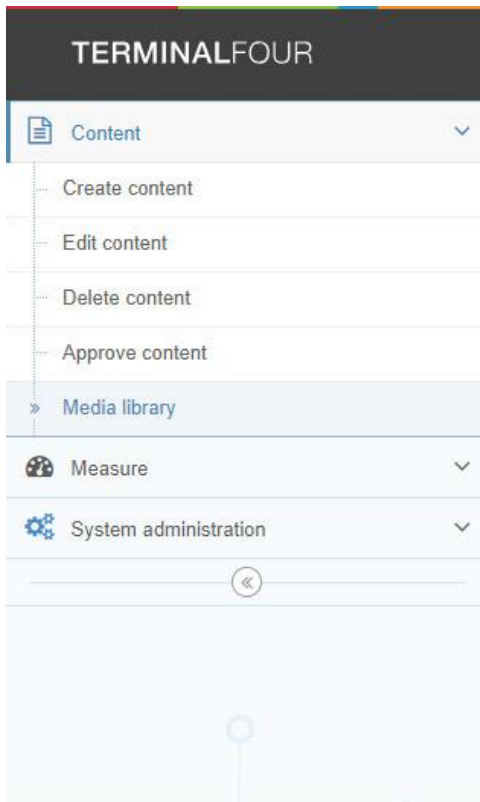 TERMINALFOUR
Content
Create content
Edit content
Delete content
Approve content
Media library
Measure
System administration